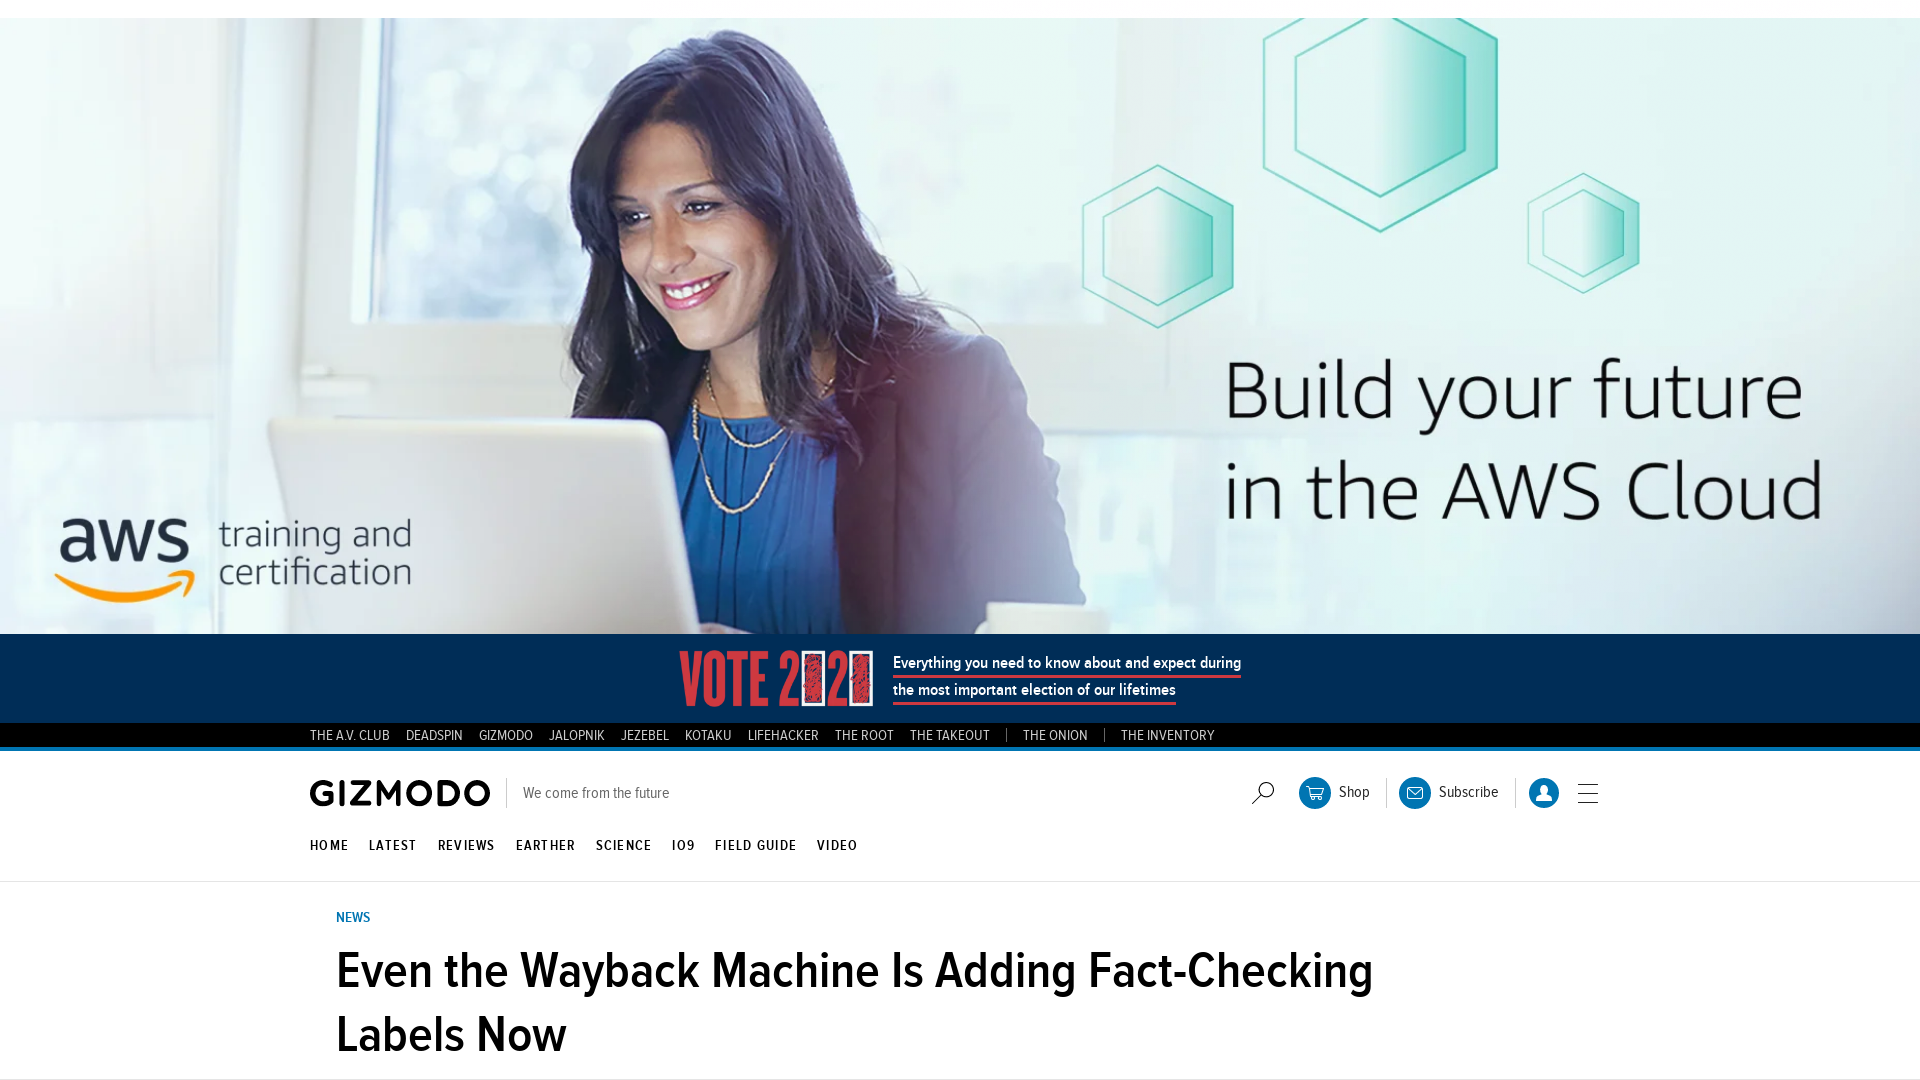 Build your future
in the AWS Cloud
aws training and
certification
VOTE 2020
Everything you need to know about and expect during
the most important election of our lifetimes
THE A.V. CLUB DEADSPIN GIZMODO JALOPNIK JEZEBEL KOTAKU LIFEHACKER THE ROOT THE TAKEOUT THE ONION THE INVENTORY
GIZMODO We come from the future Shop Subscribe
HOME LATEST REVIEWS EARTHER SCIENCE IO9 FIELD GUIDE VIDEO
NEWS
Even the Wayback Machine Is Adding Fact-Checking
Labels Now